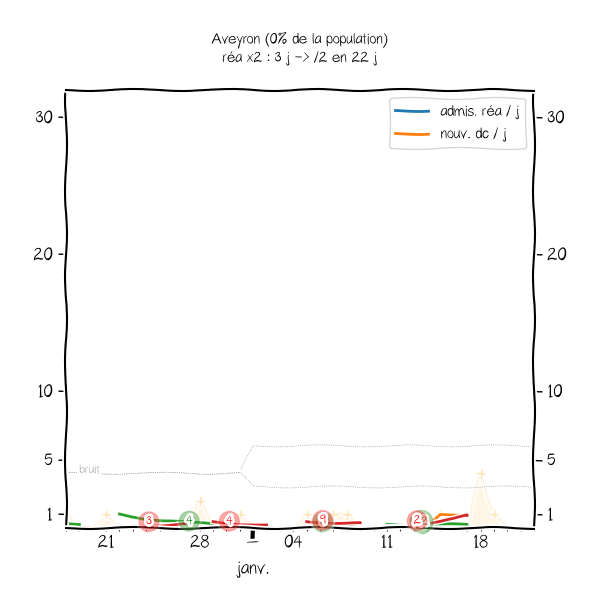 Aveyron (0% de la population)
réa x2 : 3 j -> /2 en 22 j
admis. réa / j
nouv. dc / j
30 30
20 20
10 10
5 5
bruit
1 1
3 4 4 9
21 28 04 11 18
janv.